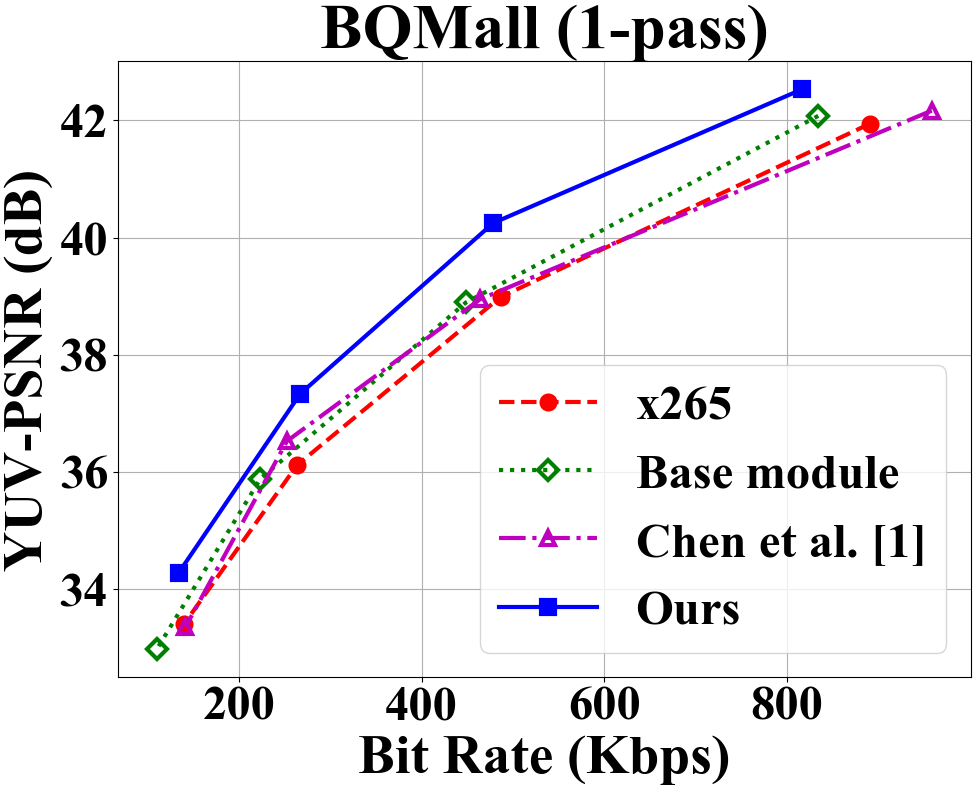 BQMall (1-pass)
YUV-PSNR (dB)
42
40
38
36
34
x265
Base module
Chen et al. [1]
Ours
200 400 600 800
Bit Rate (Kbps)